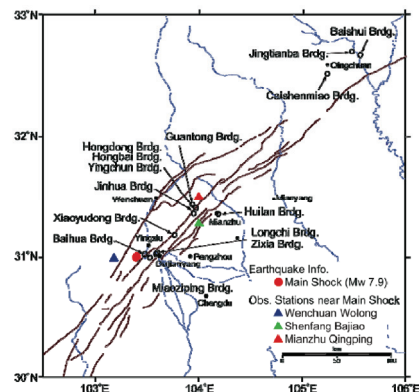 33°N
32°N
31°N
30°N
103°E
104°E
105°E
106°E
Baishui Brdg.
Jingtianba Brdg.
Qingchuan
Caishenmiao Brdg.
Guantong Brdg.
Hongdong Brdg.
Hongbai Brdg.
Yingchun Brdg.
Jinhua Brdg.
Wenchuan
Mianzhu
Huilan Brdg.
Xiaoyudong Brdg.
Longchi Brdg.
Zixia Brdg.
Baihua Brdg.
Yingxiu
Dujiangyan
Pengzhou
Miaoziping Brdg.
Chengdu
Earthquake Info.
Main Shock (Mw 7.9)
Obs. Stations near Main Shock
Wenchuan Wolong
Shenfang Bajiao
Mianzhu Qingping
km